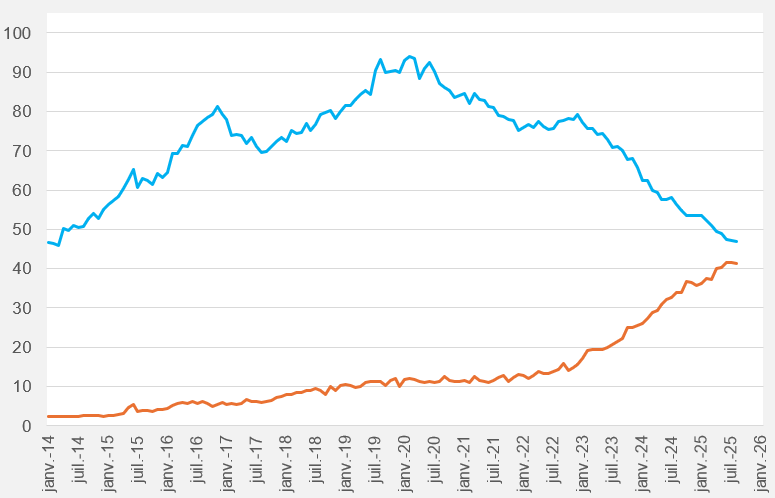 100
90
80
70
60
50
40
30
20
10
0
janv.-14
juil.-14
janv.-15
juil.-15
janv.-16
juil.-16
janv.-17
juil.-17
janv.-18
juil.-18
janv.-19
juil.-19
janv.-20
juil.-20
janv.-21
juil.-21
janv.-22
juil.-22
janv.-23
juil.-23
janv.-24
juil.-24
janv.-25
juil.-25
janv.-26